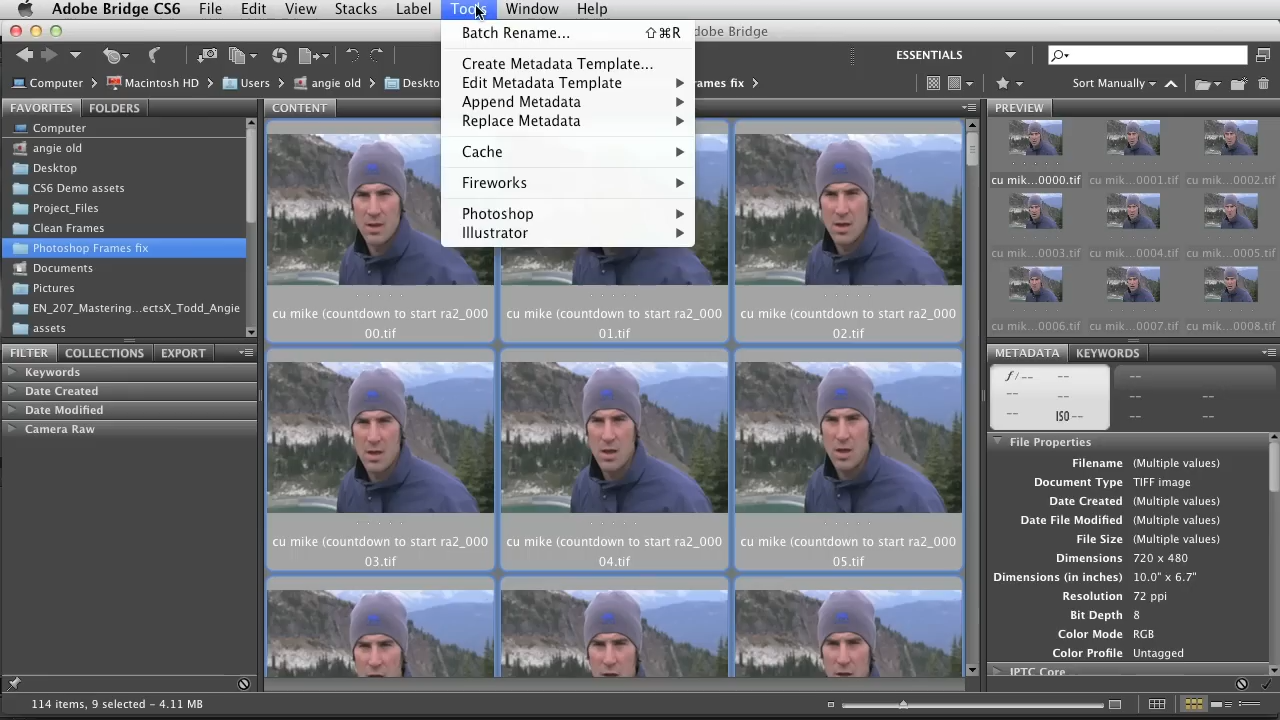 Adobe Bridge CS6 File Edit View Stacks Label Tools Window Help
dobe Bridge
Batch Rename... ⇧⌘R
Create Metadata Template...
Edit Metadata Template
Append Metadata
Replace Metadata
Cache
Fireworks
Photoshop
Illustrator
ESSENTIALS
Computer Macintosh HD Users angie old Deskto
ames fix
Sort Manually
FAVORITES FOLDERS
Computer
angie old
Desktop
CS6 Demo assets
Project_Files
Clean Frames
Photoshop Frames fix
Documents
Pictures
EN_207_Mastering...ectsX_Todd_Angie
assets
FILTER COLLECTIONS EXPORT
Keywords
Date Created
Date Modified
Camera Raw
CONTENT
cu mike (countdown to start ra2_000
00.tif
cu mike (countdown to start ra2_000
01.tif
cu mike (countdown to start ra2_000
02.tif
cu mike (countdown to start ra2_000
03.tif
cu mike (countdown to start ra2_000
04.tif
cu mike (countdown to start ra2_000
05.tif
PREVIEW
cu mik...0000.tif cu mik...0001.tif cu mik...0002.tif
cu mik...0003.tif cu mik...0004.tif cu mik...0005.tif
cu mik...0006.tif cu mik...0007.tif cu mik...0008.tif
METADATA KEYWORDS
f/-- -- --
-- -- -- --
-- ISO -- -- --
File Properties
Filename (Multiple values)
Document Type TIFF image
Date Created (Multiple values)
Date File Modified (Multiple values)
File Size (Multiple values)
Dimensions 720 x 480
Dimensions (in inches) 10.0" x 6.7"
Resolution 72 ppi
Bit Depth 8
Color Mode RGB
Color Profile Untagged
IPTC Core
114 items, 9 selected - 4.11 MB